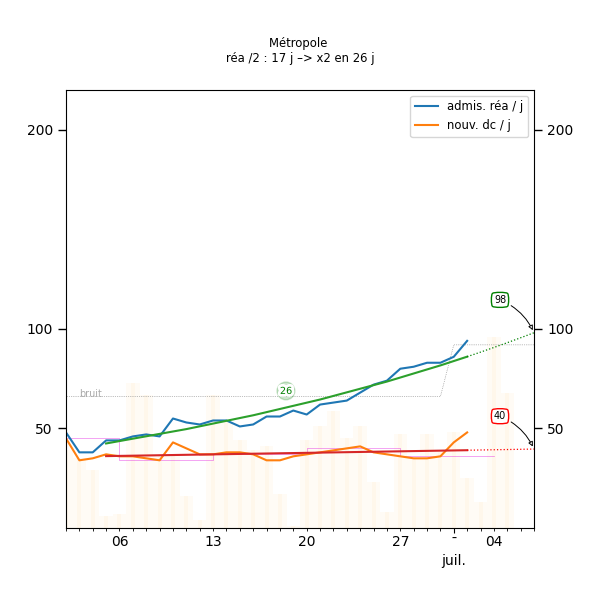 Métropole
réa /2 : 17 j –> x2 en 26 j
admis. réa / j
nouv. dc / j
200
200
98
100
100
bruit
26
40
50
50
06
13
20
27
-
04
juil.